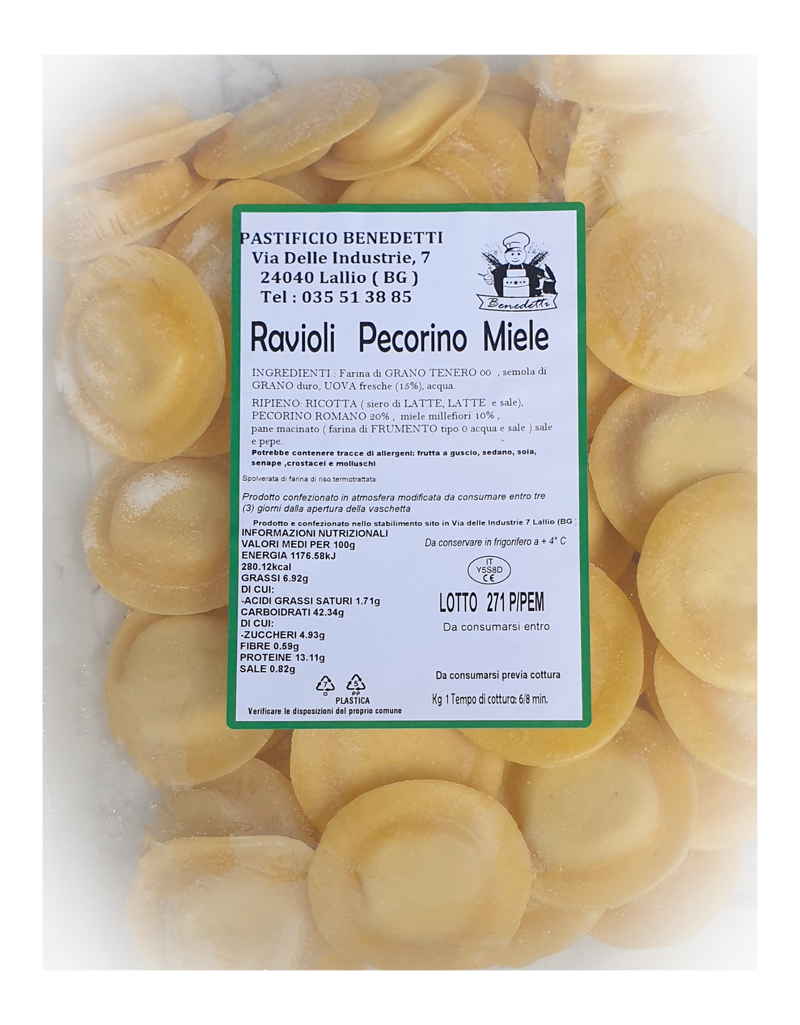 PASTIFICIO BENEDETTI
Via Delle Industrie, 7
24040 Lallio ( BG )
Tel : 035 51 38 85
Benedetti
Ravioli Pecorino Miele
INGREDIENTI : Farina di GRANO TENERO 00 , semola di
GRANO duro, UOVA fresche (15%), acqua.
RIPIENO: RICOTTA ( siero di LATTE, LATTE e sale),
PECORINO ROMANO 20% , miele millefiori 10% ,
pane macinato ( farina di FRUMENTO tipo 0 acqua e sale ) sale
e pepe.
Potrebbe contenere tracce di allergeni: frutta a guscio, sedano, soia,
senape ,crostacei e molluschi
Spolverata di farina di riso termotrattata
Prodotto confezionato in atmosfera modificata da consumare entro tre
(3) giorni dalla apertura della vaschetta
Prodotto e confezionato nello stabilimento sito in Via delle Industrie 7 Lallio (BG
INFORMAZIONI NUTRIZIONALI
VALORI MEDI PER 100g
ENERGIA 1176.58kJ
280.12kcal
GRASSI 6.92g
DI CUI:
-ACIDI GRASSI SATURI 1.71g
CARBOIDRATI 42.34g
DI CUI:
-ZUCCHERI 4.93g
FIBRE 0.59g
PROTEINE 13.11g
SALE 0.82g
Da conservare in frigorifero a + 4° C
IT
Y5S8D
CE
LOTTO 271 P/PEM
Da consumarsi entro
7 5
O PP
PLASTICA
Verificare le disposizioni del proprio comune
Da consumarsi previa cottura
Kg 1 Tempo di cottura: 6/8 min.